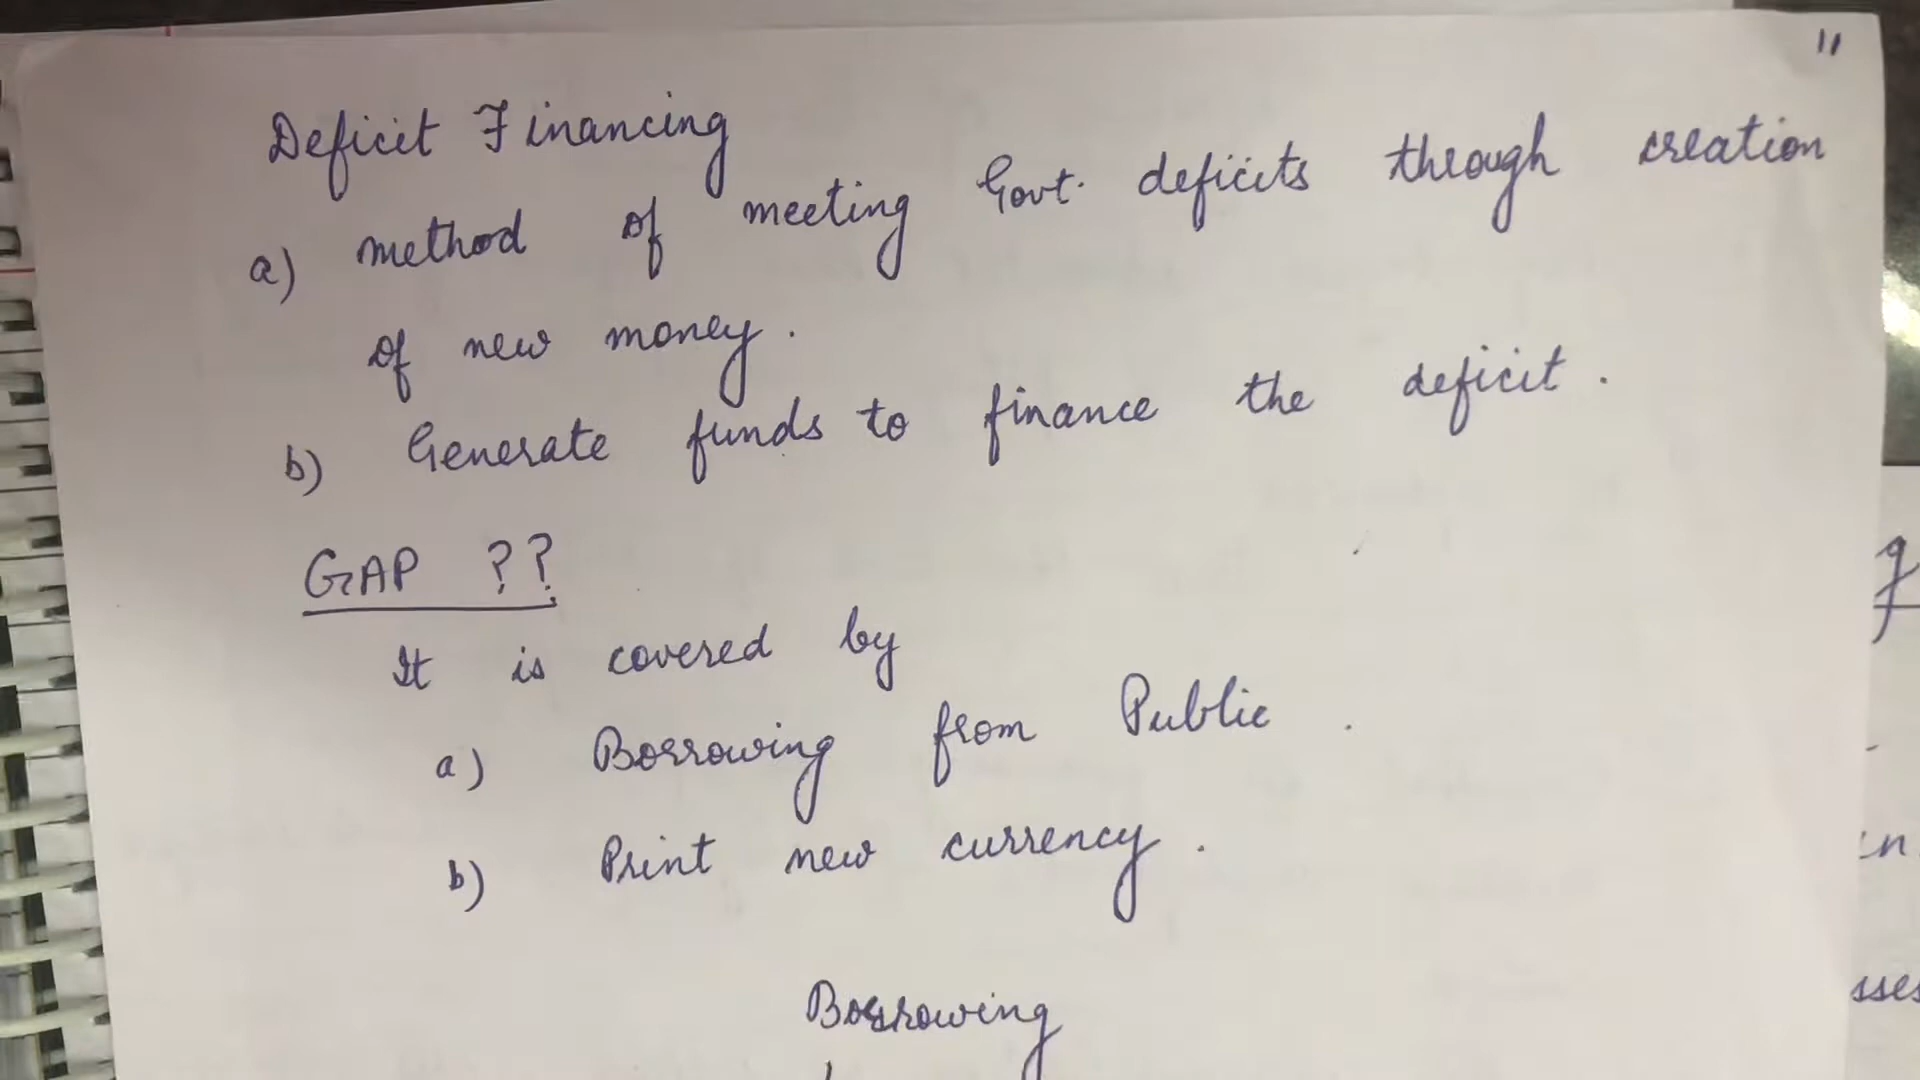 11
Deficit Financing
a) method of meeting Govt. deficits through creation
of new money.
b) Generate funds to finance the deficit.
GAP ??
It is covered by
a) Borrowing from Public.
b) Print new currency.
Borrowing